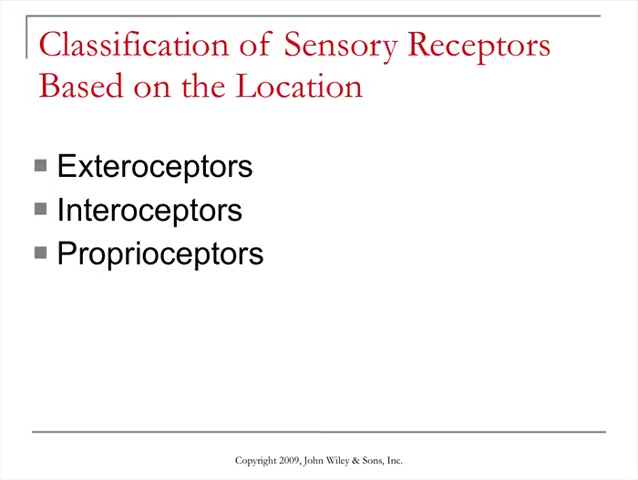 Classification of Sensory Receptors
Based on the Location
Exteroceptors
Interoceptors
Proprioceptors
Copyright 2009, John Wiley & Sons, Inc.